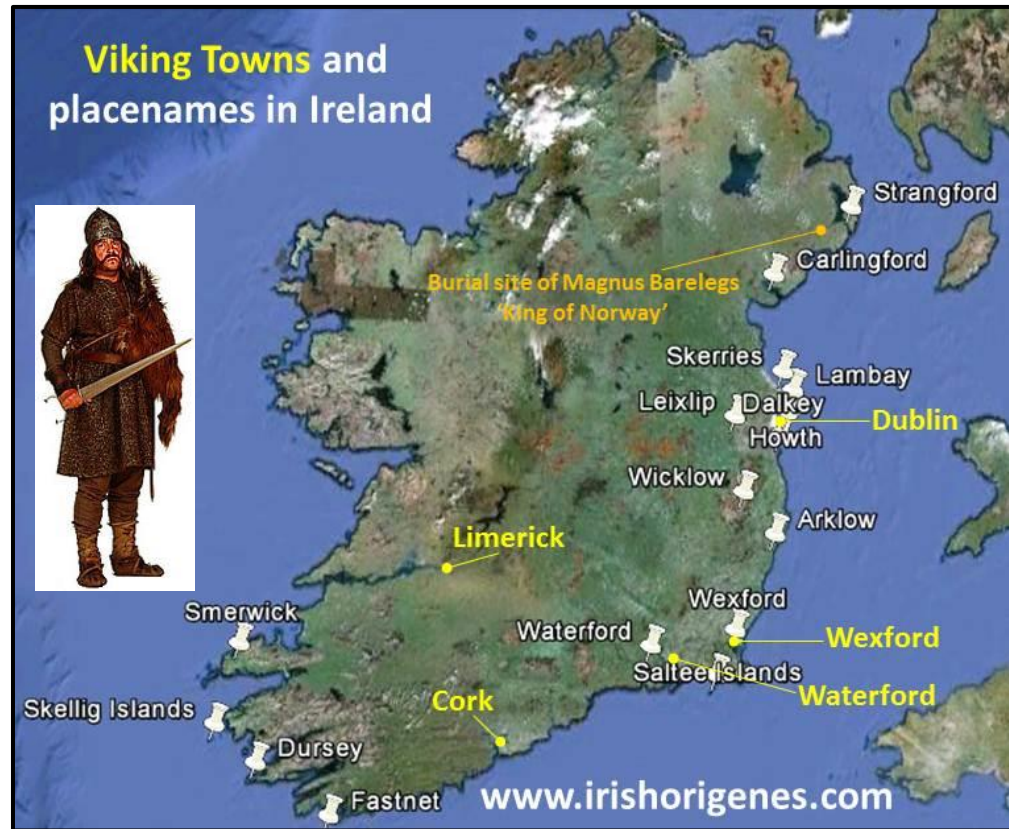 Viking Towns and
placenames in Ireland
Strangford
Carlingford
Burial site of Magnus Barelegs
'King of Norway'
Skerries
Lambay
Leixlip
Dalkey
Dublin
Howth
Wicklow
Arklow
Limerick
Wexford
Smerwick
Waterford
Wexford
Saltee Islands
Waterford
Skellig Islands
Cork
Dursey
Fastnet
www.irishorigenes.com